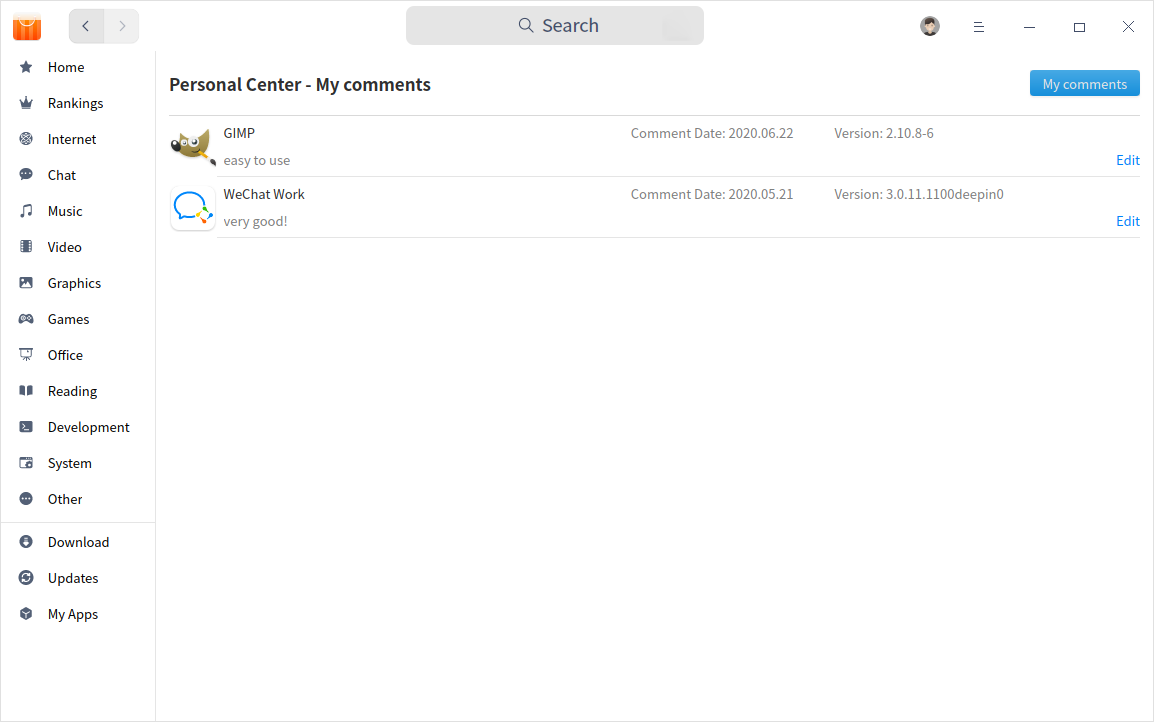 Search
Home
Rankings
Internet
Chat
Music
Video
Graphics
Games
Office
Reading
Development
System
Other
Download
Updates
My Apps
Personal Center - My comments
My comments
GIMP Comment Date: 2020.06.22 Version: 2.10.8-6
easy to use Edit
WeChat Work Comment Date: 2020.05.21 Version: 3.0.11.1100deepin0
very good! Edit